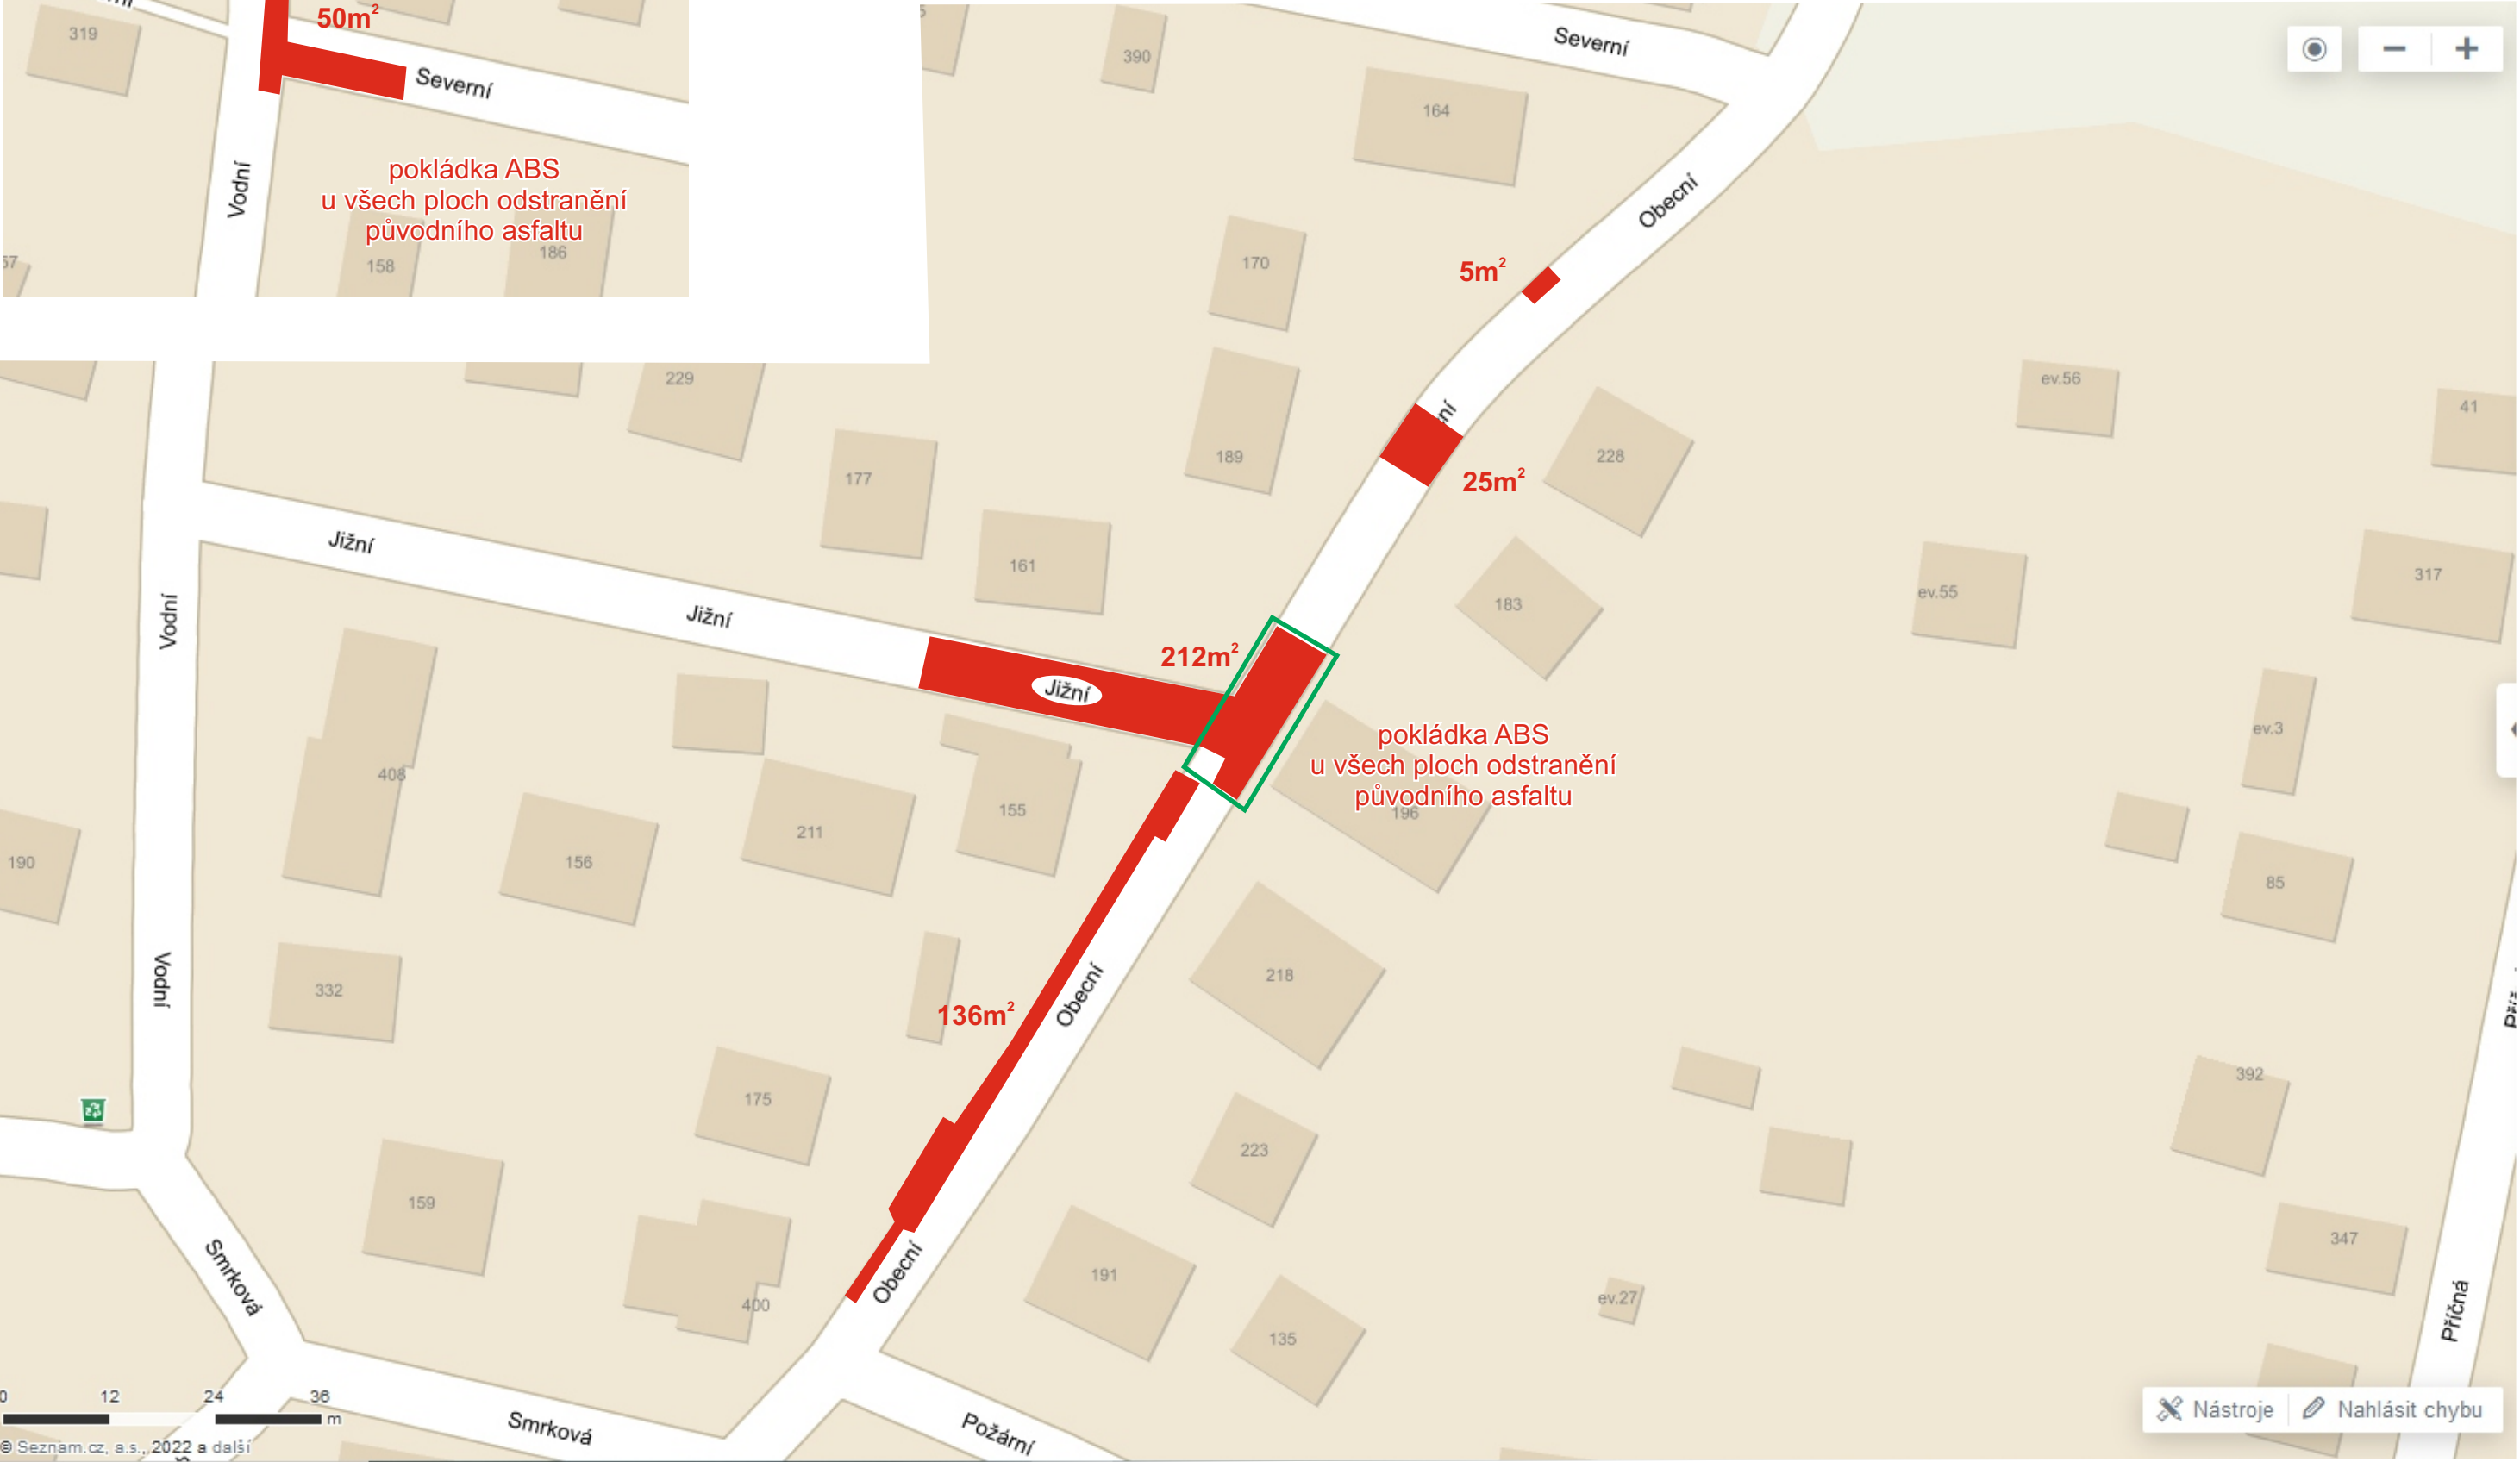 50m²
319
Severní
Vodní
pokládka ABS
u všech ploch odstranění
původního asfaltu
158
186
57
390
Severní
164
Obecní
170
5m²
ní
25m²
189
228
229
177
161
183
ev.56
41
ev.55
317
Jižní
Jižní
Jižní
212m²
Vodní
pokládka ABS
u všech ploch odstranění
původního asfaltu
196
ev.3
408
155
211
156
190
85
218
Vodní
332
136m²
Obecní
175
223
392
159
Smrková
Obecní
400
191
135
ev.27
347
Příčná
0 12 24 36
m
© Seznam.cz, a.s., 2022 a další
Smrková
Požární
Nástroje
Nahlásit chybu